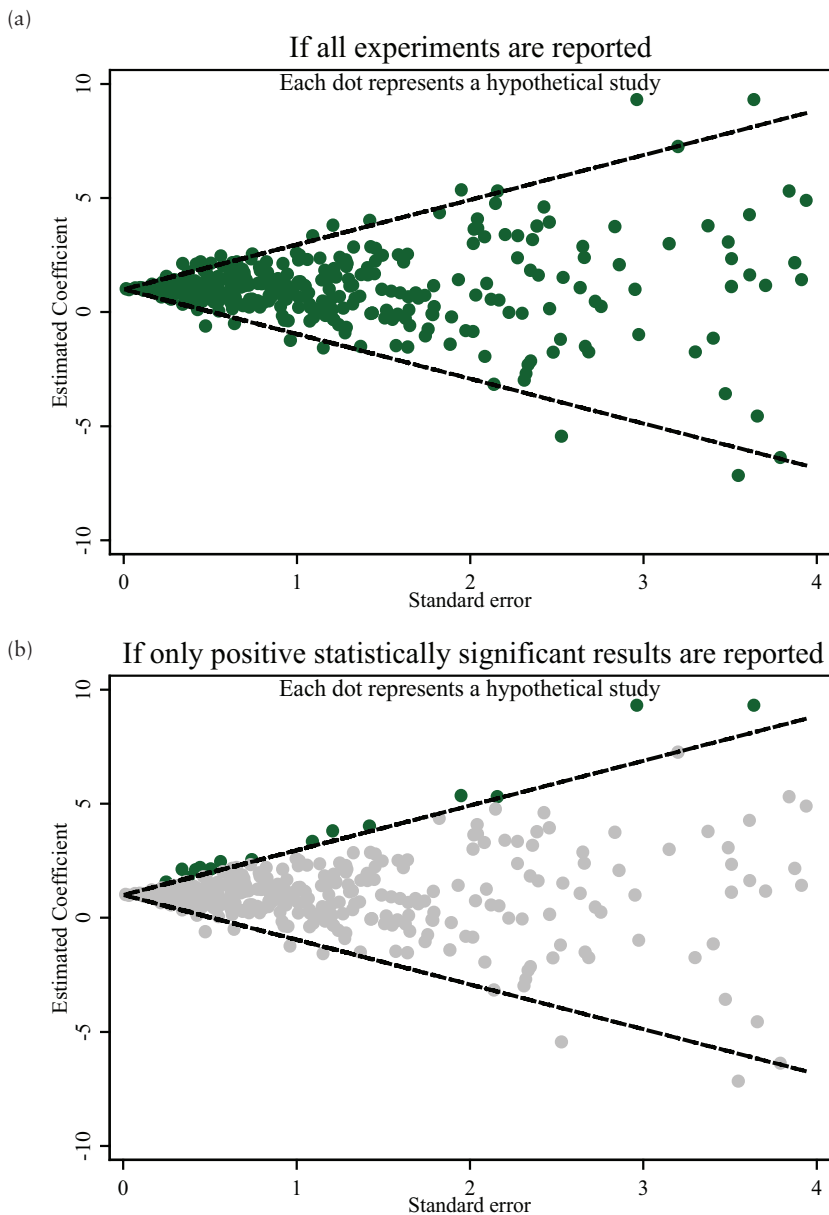 (a)
If all experiments are reported
Each dot represents a hypothetical study
10
5
0
-5
-10
Estimated Coefficient
0 1 2 3 4
Standard error
(b)
If only positive statistically significant results are reported
Each dot represents a hypothetical study
10
5
0
-5
-10
Estimated Coefficient
0 1 2 3 4
Standard error